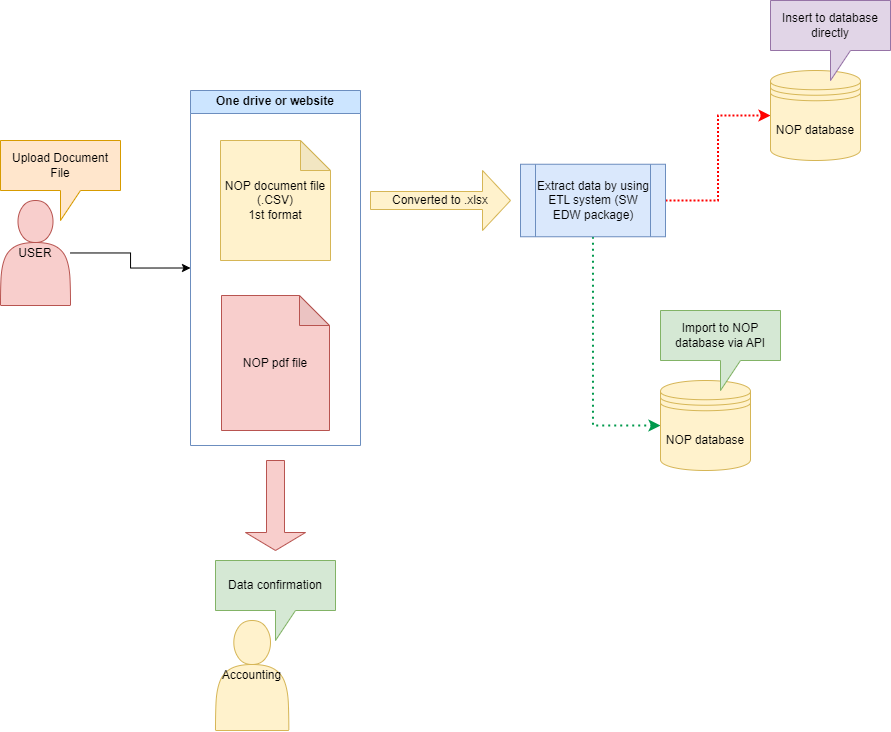 Insert to database
directly
NOP database
One drive or website
Upload Document
File
USER
NOP document file
(.CSV)
1st format
Converted to .xlsx
Extract data by using
ETL system (SW
EDW package)
NOP pdf file
Import to NOP
database via API
NOP database
Data confirmation
Accounting